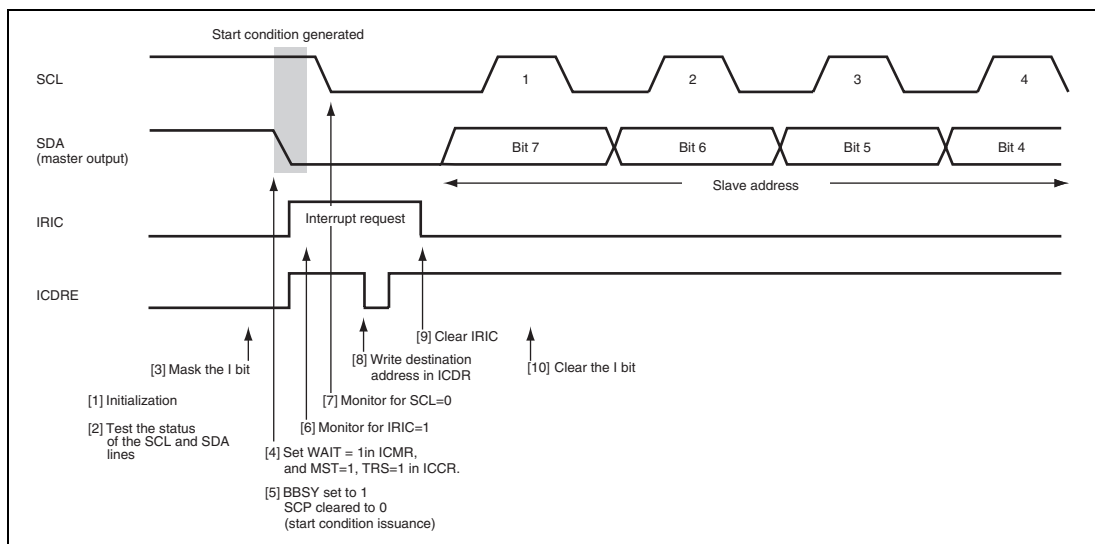 Start condition generated
SCL
1
2
3
4
SDA
(master output)
Bit 7
Bit 6
Bit 5
Bit 4
Slave address
IRIC
Interrupt request
ICDRE
[9] Clear IRIC
[3] Mask the I bit
[8] Write destination
address in ICDR
[10] Clear the I bit
[1] Initialization
[7] Monitor for SCL=0
[2] Test the status
of the SCL and SDA
lines
[6] Monitor for IRIC=1
[4] Set WAIT = 1in ICMR,
and MST=1, TRS=1 in ICCR.
[5] BBSY set to 1
SCP cleared to 0
(start condition issuance)